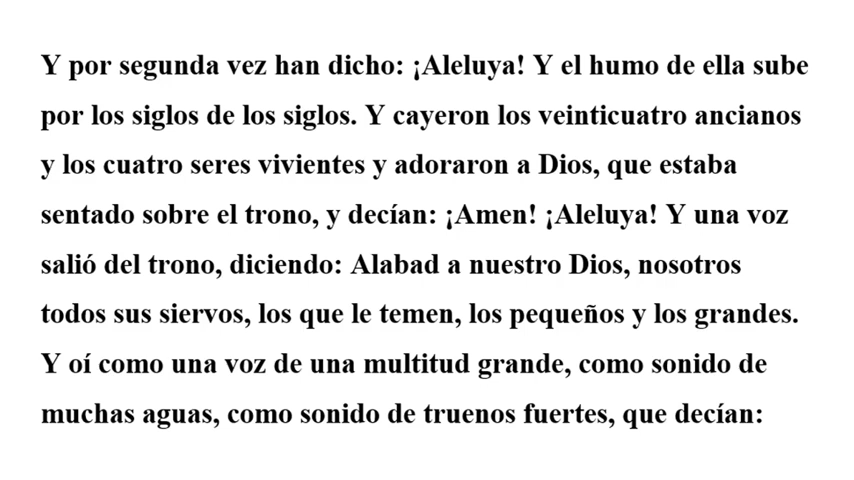 Y por segunda vez han dicho: ¡Aleluya! Y el humo de ella sube
por los siglos de los siglos. Y cayeron los veinticuatro ancianos
y los cuatro seres vivientes y adoraron a Dios, que estaba
sentado sobre el trono, y decían: ¡Amen! ¡Aleluya! Y una voz
salió del trono, diciendo: Alabad a nuestro Dios, nosotros
todos sus siervos, los que le temen, los pequeños y los grandes.
Y oí como una voz de una multitud grande, como sonido de
muchas aguas, como sonido de truenos fuertes, que decían: